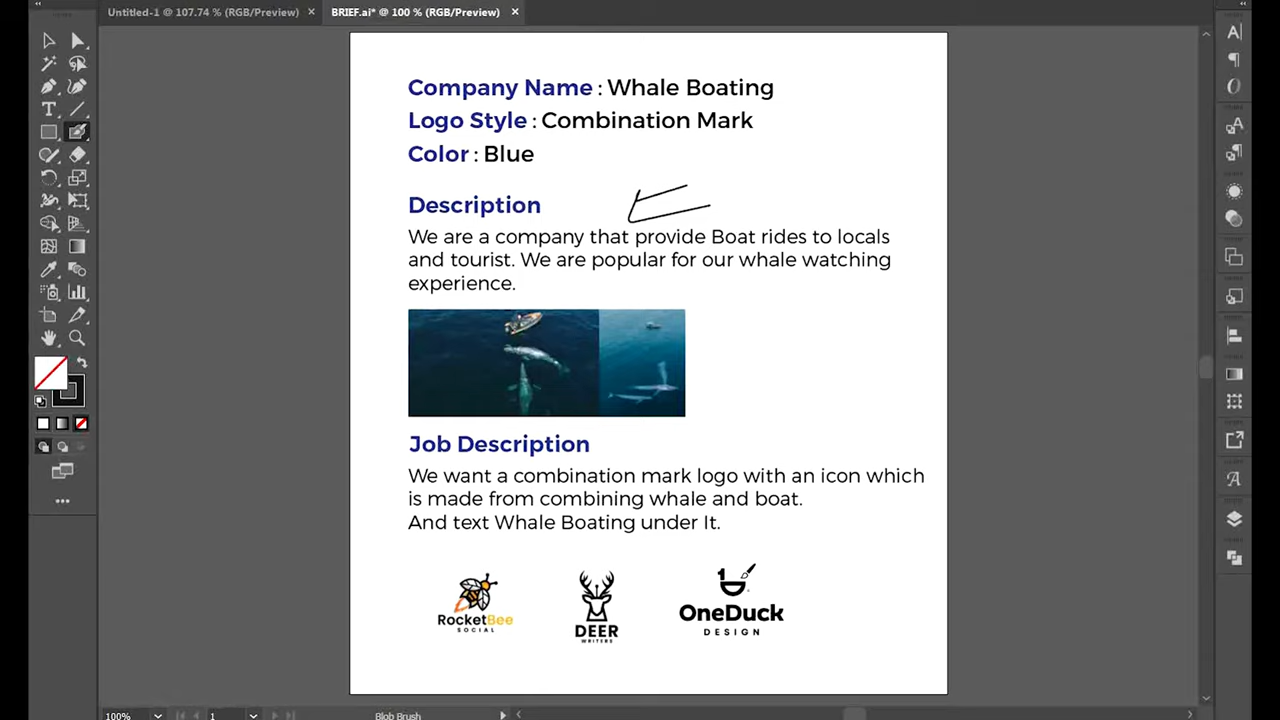 Untitled-1 @ 107.74 % (RGB/Preview)
BRIEF.ai* @ 100 % (RGB/Preview)
Company Name : Whale Boating
Logo Style : Combination Mark
Color : Blue
Description
We are a company that provide Boat rides to locals
and tourist. We are popular for our whale watching
experience.
Job Description
We want a combination mark logo with an icon which
is made from combining whale and boat.
And text Whale Boating under It.
RocketBee
SOCIAL
DEER
WRITERS
OneDuck
DESIGN
100%
1
Blob Brush